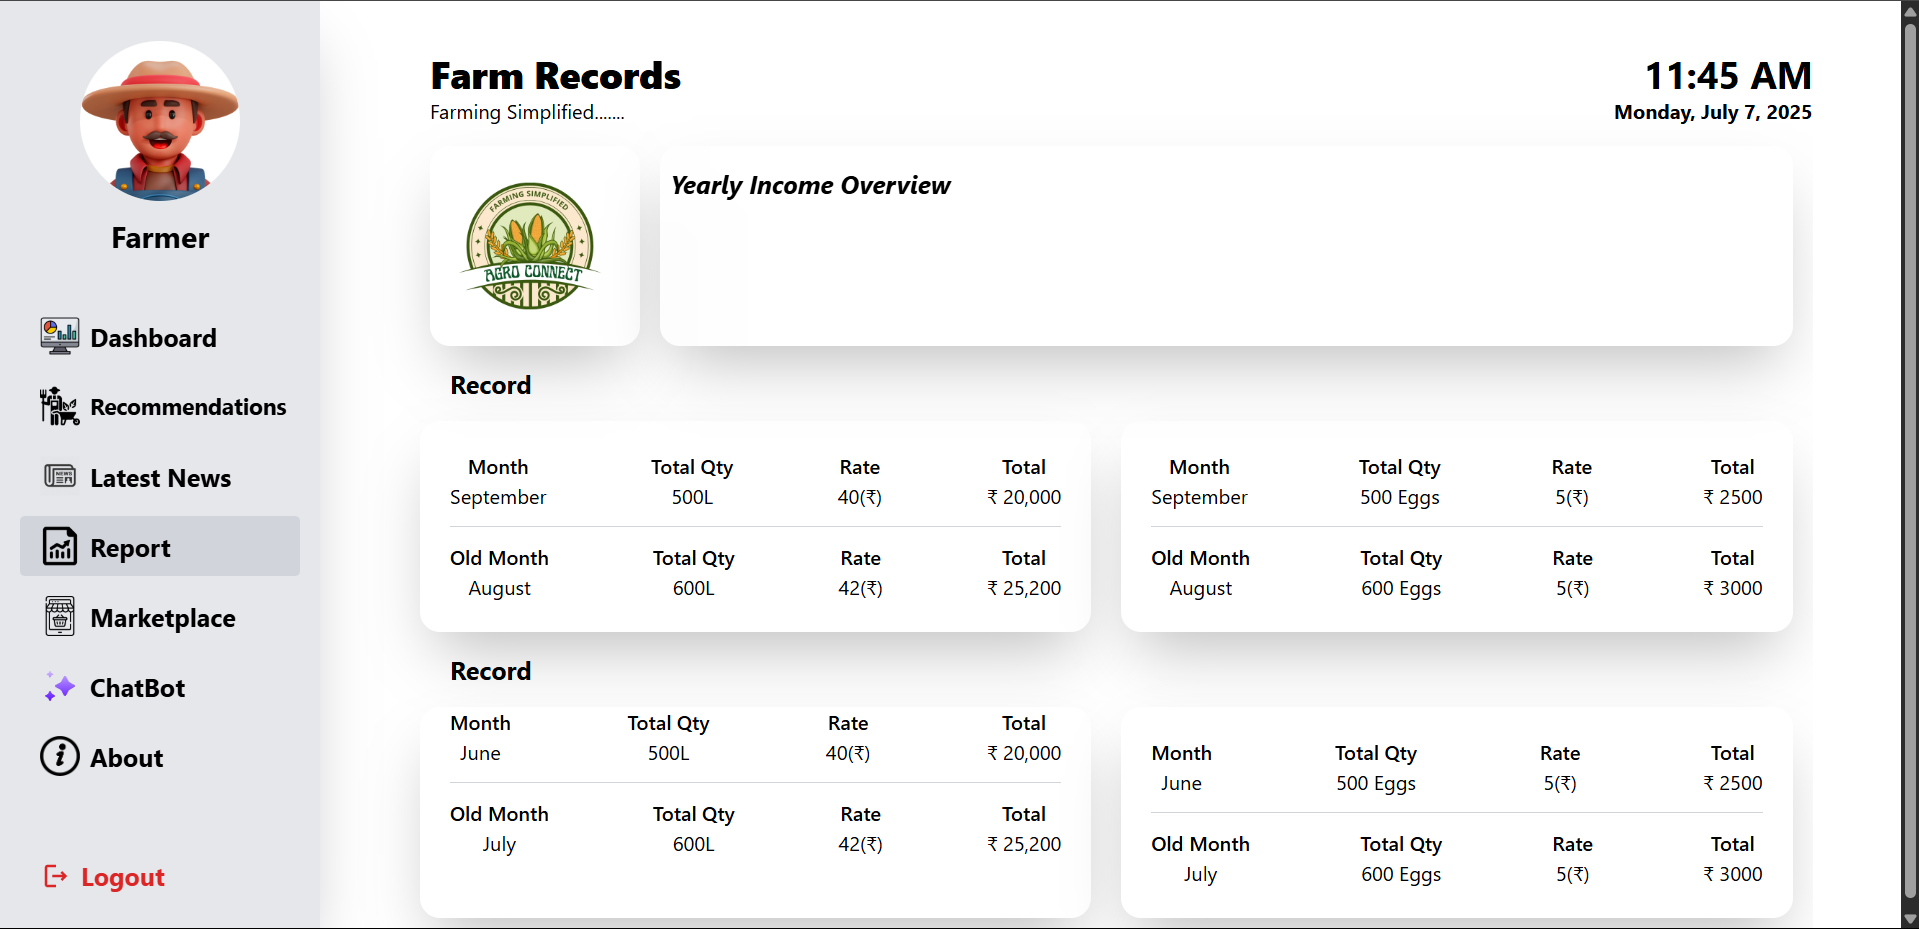 Farmer
Dashboard
Recommendations
NEWS
Latest News
Report
Marketplace
ChatBot
About
Logout
Farm Records
Farming Simplified.......
11:45 AM
Monday, July 7, 2025
FARMING SIMPLIFIED
AGRO CONNECT
Yearly Income Overview
Record
Month Total Qty Rate Total
September 500L 40(₹) ₹ 20,000
Old Month Total Qty Rate Total
August 600L 42(₹) ₹ 25,200
Month Total Qty Rate Total
September 500 Eggs 5(₹) ₹ 2500
Old Month Total Qty Rate Total
August 600 Eggs 5(₹) ₹ 3000
Record
Month Total Qty Rate Total
June 500L 40(₹) ₹ 20,000
Old Month Total Qty Rate Total
July 600L 42(₹) ₹ 25,200
Month Total Qty Rate Total
June 500 Eggs 5(₹) ₹ 2500
Old Month Total Qty Rate Total
July 600 Eggs 5(₹) ₹ 3000